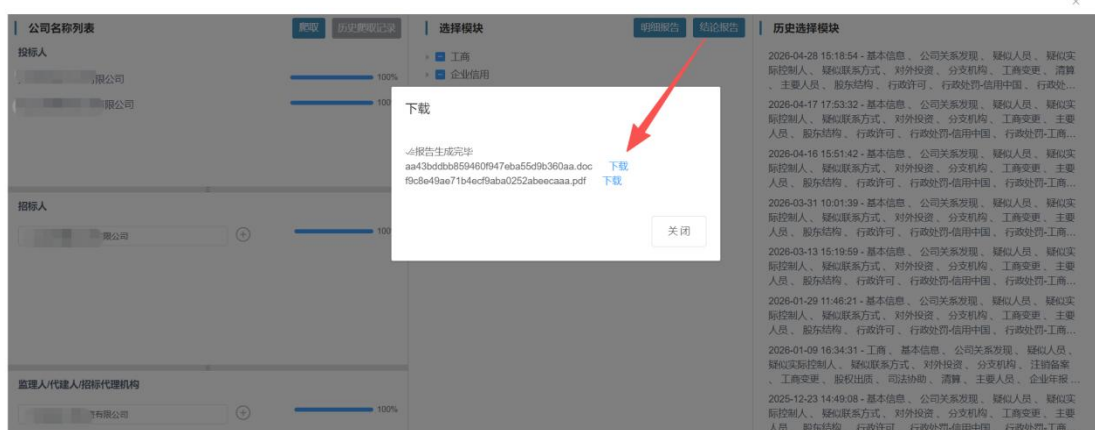 公司名称列表
爬取
历史爬取记录
投标人
限公司
100%
限公司
100
招标人
限公司
100
监理人/代建人/招标代理机构
有限公司
100%
选择模块
明细报告
结论报告
工商
企业信用
下载
报告生成完毕
aa43bddbb859460f947eba55d9b360aa.doc 下载
f9c8e49ae71b4ecf9aba0252abeecaaa.pdf 下载
关闭
历史选择模块
2026-04-28 15:18:54 - 基本信息 、 公司关系发现 、 疑似人员 、 疑似实
际控制人 、 疑似联系方式 、 对外投资 、 分支机构 、 工商变更 、 清算
、 主要人员 、 股东结构 、 行政许可 、 行政处罚-信用中国 、 行政处...
2026-04-17 17:53:32 - 基本信息 、 公司关系发现 、 疑似人员 、 疑似实
际控制人 、 疑似联系方式 、 对外投资 、 分支机构 、 工商变更 、 主要
人员 、 股东结构 、 行政许可 、 行政处罚-信用中国 、 行政处罚-工商...
2026-04-16 15:51:42 - 基本信息 、 公司关系发现 、 疑似人员 、 疑似实
际控制人 、 疑似联系方式 、 对外投资 、 分支机构 、 工商变更 、 主要
人员 、 股东结构 、 行政许可 、 行政处罚-信用中国 、 行政处罚-工商...
2026-03-31 10:01:39 - 基本信息 、 公司关系发现 、 疑似人员 、 疑似实
际控制人 、 疑似联系方式 、 对外投资 、 分支机构 、 工商变更 、 主要
人员 、 股东结构 、 行政许可 、 行政处罚-信用中国 、 行政处罚-工商...
2026-03-13 15:19:59 - 基本信息 、 公司关系发现 、 疑似人员 、 疑似实
际控制人 、 疑似联系方式 、 对外投资 、 分支机构 、 工商变更 、 主要
人员 、 股东结构 、 行政许可 、 行政处罚-信用中国 、 行政处罚-工商...
2026-01-29 11:46:21 - 基本信息 、 公司关系发现 、 疑似人员 、 疑似实
际控制人 、 疑似联系方式 、 对外投资 、 分支机构 、 工商变更 、 主要
人员 、 股东结构 、 行政许可 、 行政处罚-信用中国 、 行政处罚-工商...
2026-01-09 16:34:31 - 工商 、 基本信息 、 公司关系发现 、 疑似人员 、
疑似实际控制人 、 疑似联系方式 、 对外投资 、 分支机构 、 注销备案
、 工商变更 、 股权出质 、 司法协助 、 清算 、 主要人员 、 企业年报 ...
2025-12-23 14:49:08 - 基本信息 、 公司关系发现 、 疑似人员 、 疑似实
际控制人 、 疑似联系方式 、 对外投资 、 分支机构 、 工商变更 、 主要
人员 、 股东结构 、 行政许可 、 行政处罚-信用中国 、 行政处罚-工商